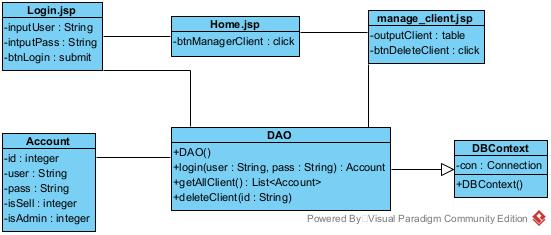 Login.jsp
-inputUser : String
-intputPass : String
-btnLogin : submit
Home.jsp
-btnManagerClient : click
manage_client.jsp
-outputClient : table
-btnDeleteClient : click
Account
-id : integer
-user : String
-pass : String
-isSell : integer
-isAdmin : integer
DAO
+DAO()
+login(user : String, pass : String) : Account
+getAllClient() : List<Account>
+deleteClient(id : String)
DBContext
-con : Connection
+DBContext()
Powered By Visual Paradigm Community Edition